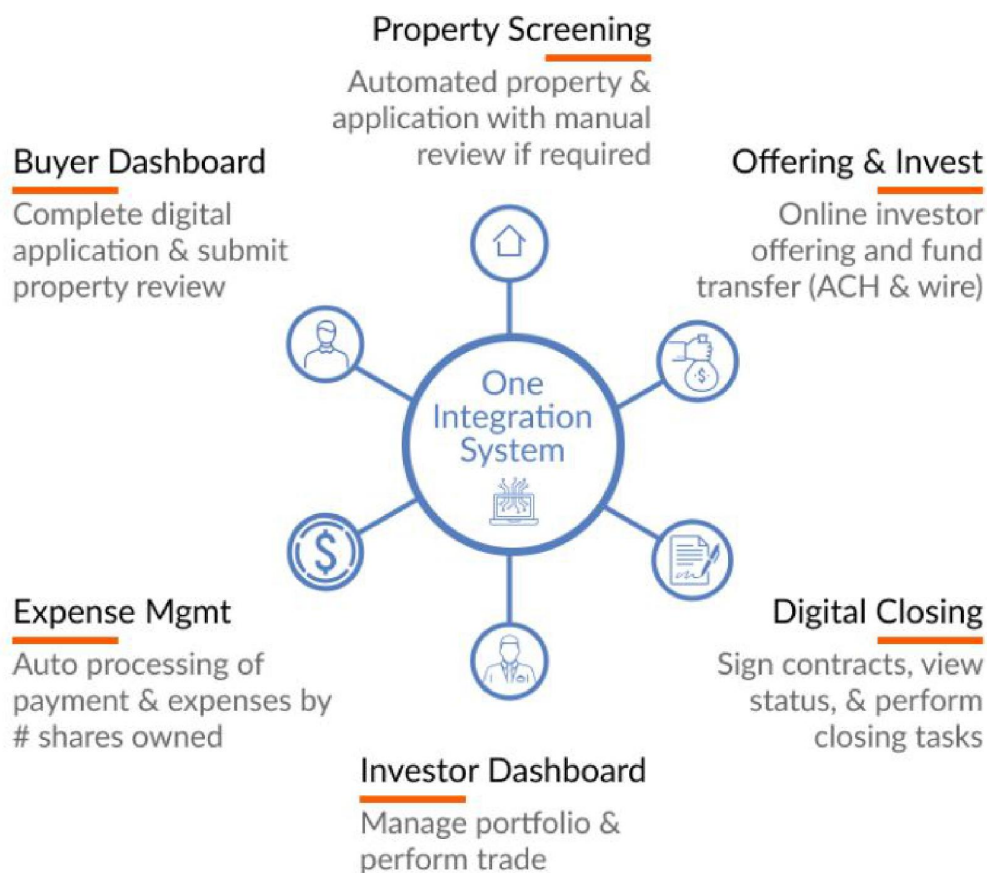 Property Screening
Automated property &
application with manual
review if required
Buyer Dashboard
Complete digital
application & submit
property review
Offering & Invest
Online investor
offering and fund
transfer (ACH & wire)
One
Integration
System
$
$
Expense Mgmt
Auto processing of
payment & expenses by
# shares owned
Digital Closing
Sign contracts, view
status, & perform
closing tasks
Investor Dashboard
Manage portfolio &
perform trade